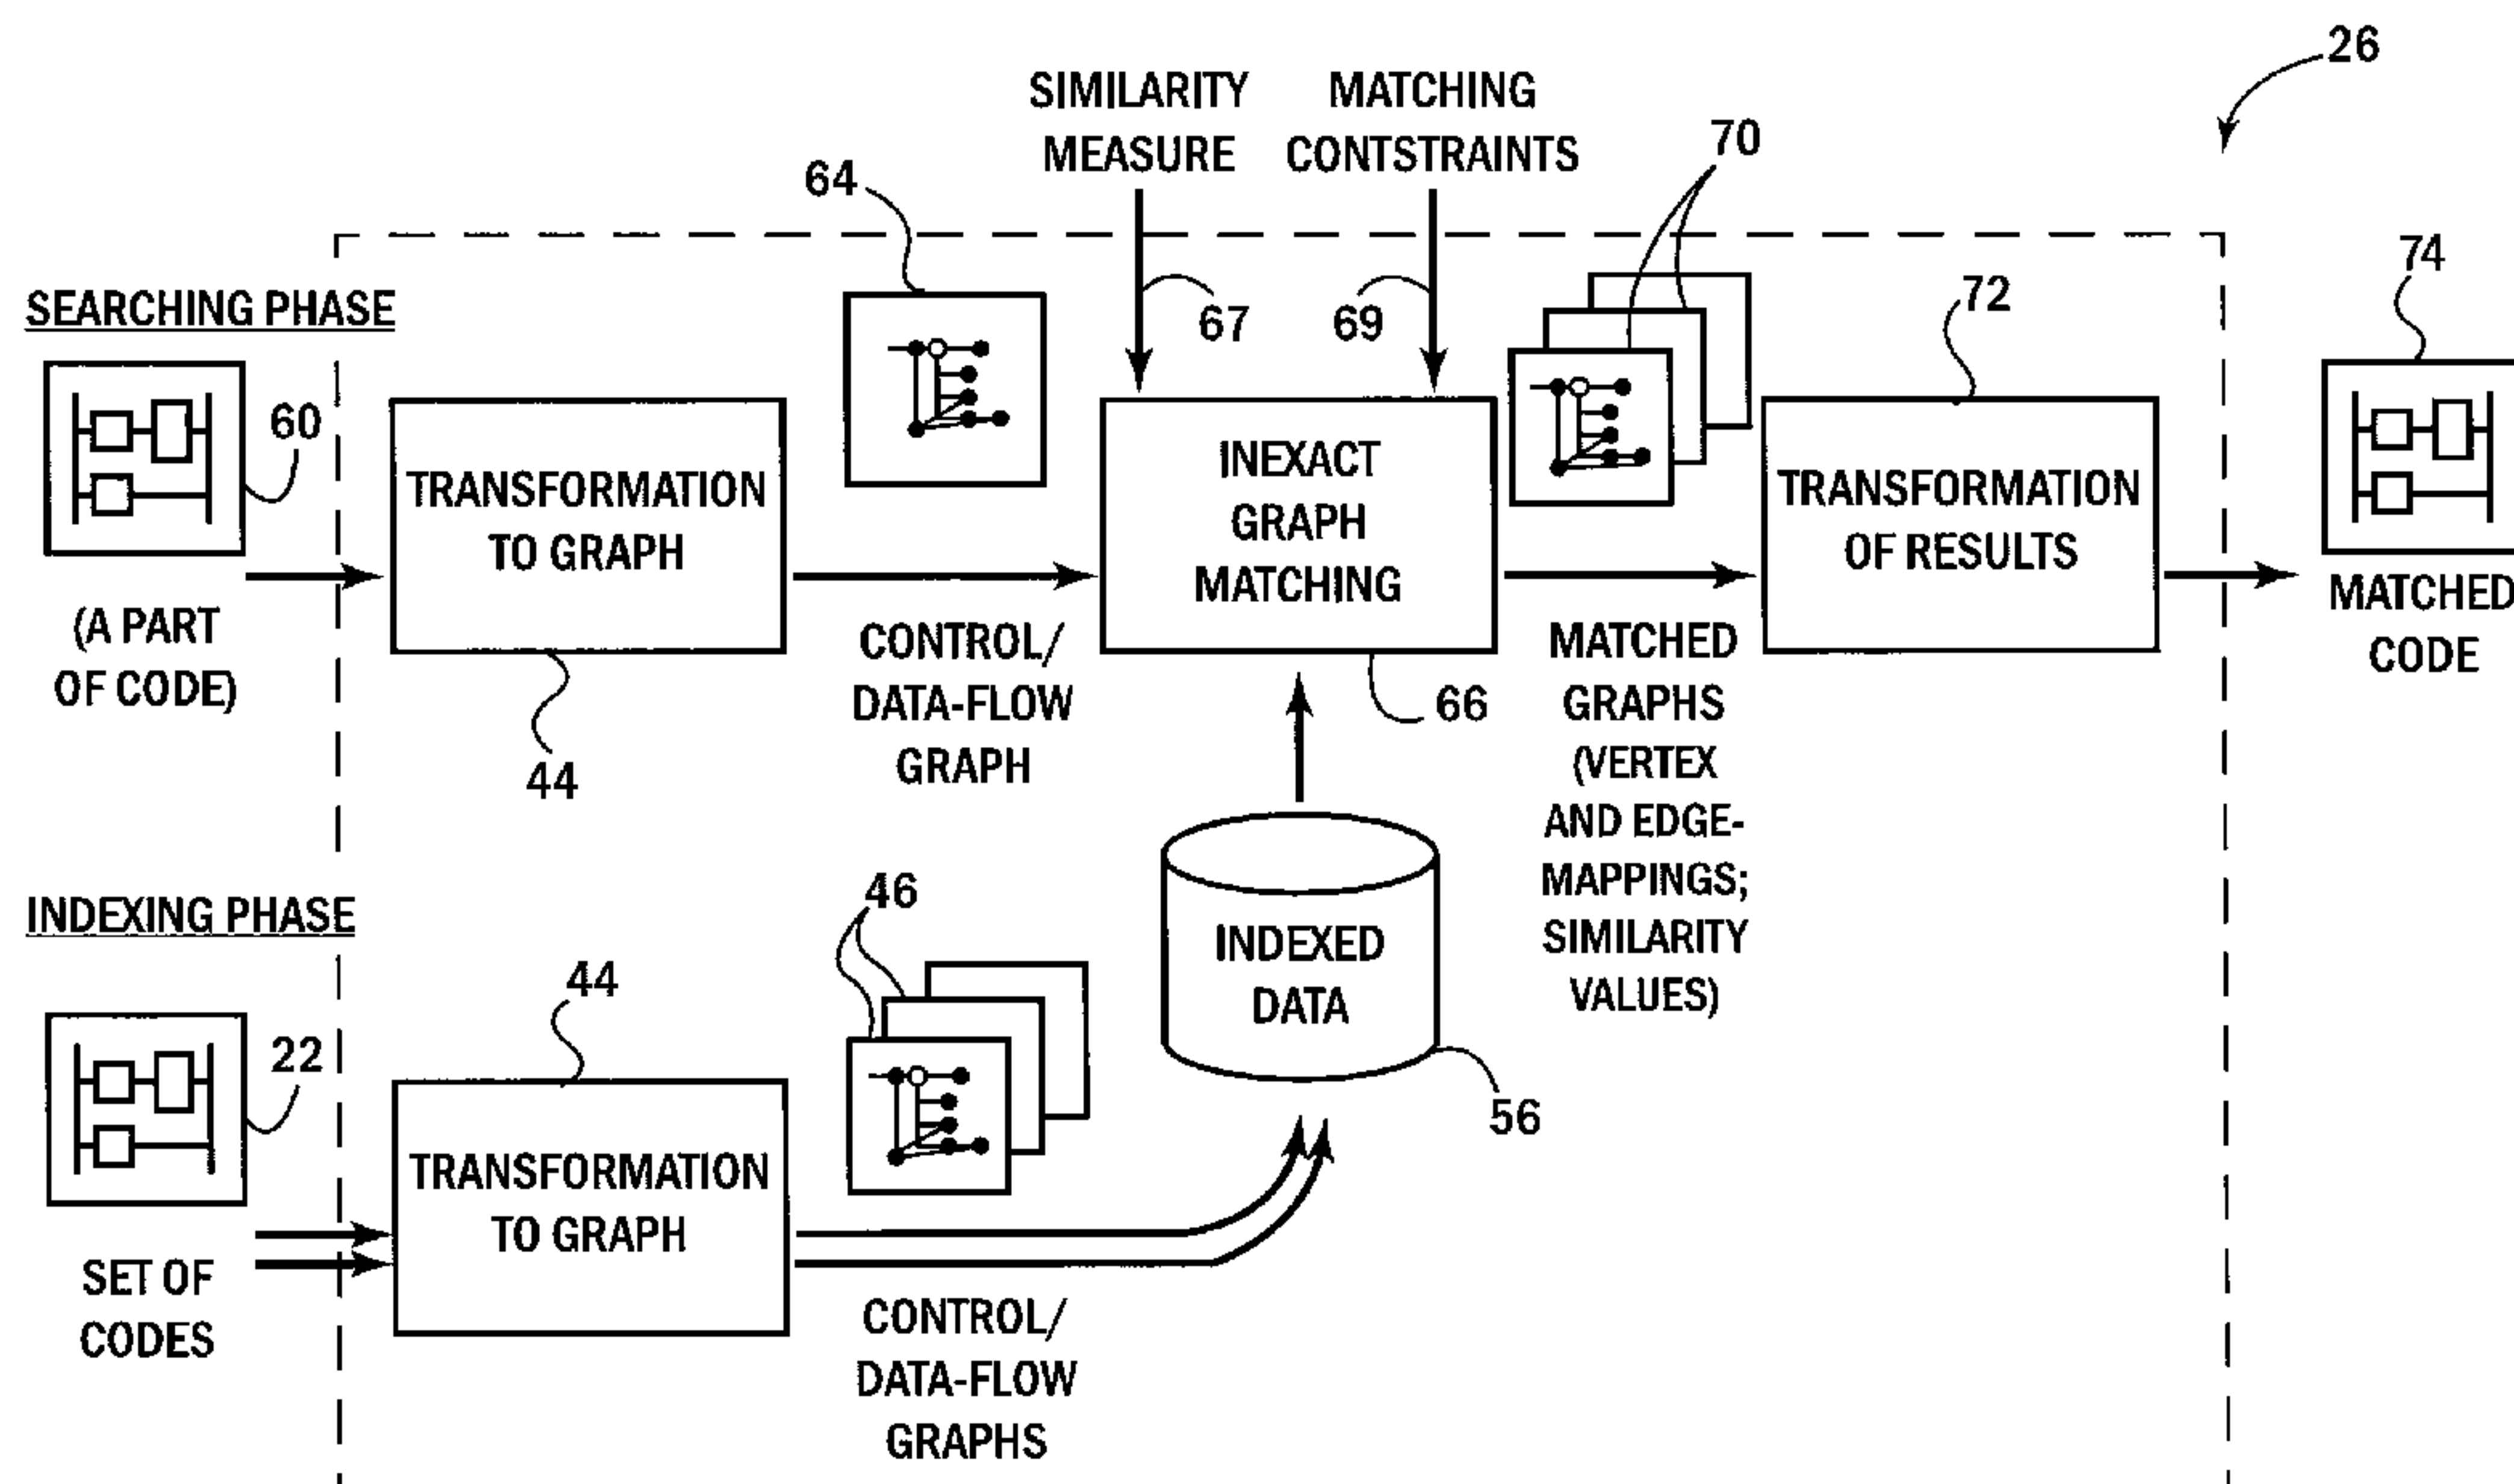 26
SIMILARITY
MEASURE
MATCHING
CONTSTRAINTS
70
64
67
69
72
74
SEARCHING PHASE
60
(A PART
OF CODE)
TRANSFORMATION
TO GRAPH
44
CONTROL/
DATA-FLOW
GRAPH
INEXACT
GRAPH
MATCHING
66
MATCHED
GRAPHS
(VERTEX
AND EDGE-
MAPPINGS;
SIMILARITY
VALUES)
TRANSFORMATION
OF RESULTS
MATCHED
CODE
INDEXING PHASE
22
SET OF
CODES
44
TRANSFORMATION
TO GRAPH
46
CONTROL/
DATA-FLOW
GRAPHS
INDEXED
DATA
56